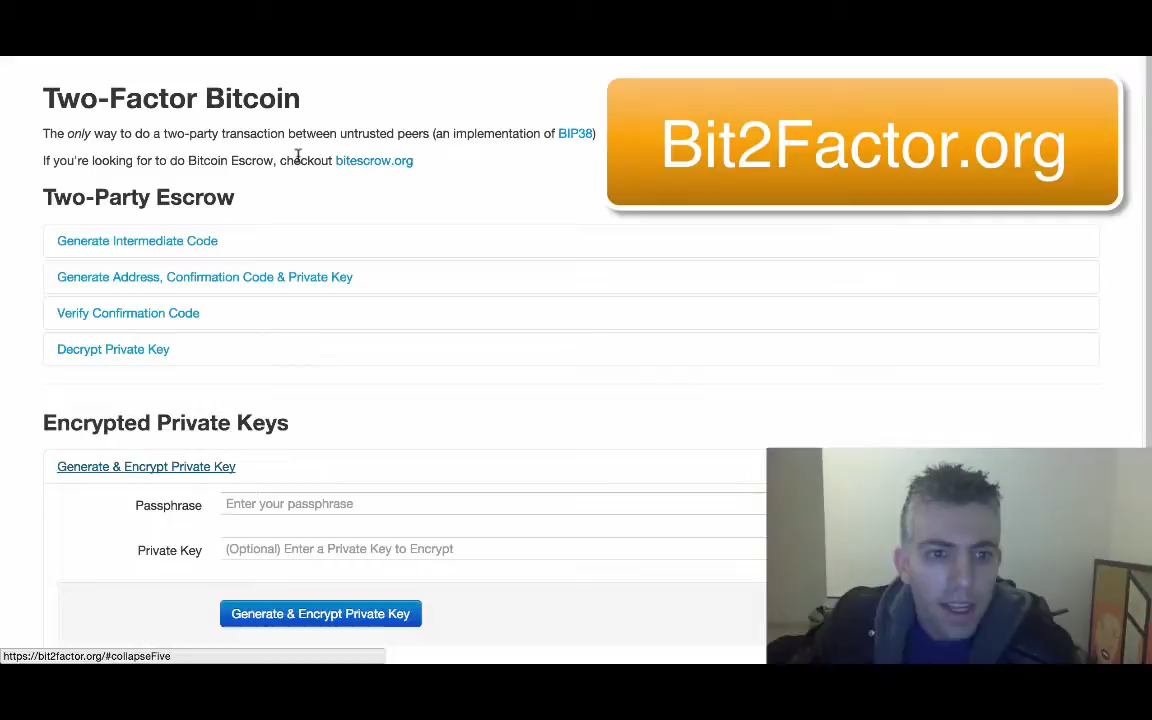 Two-Factor Bitcoin
The only way to do a two-party transaction between untrusted peers (an implementation of BIP38)
If you're looking for to do Bitcoin Escrow, checkout bitescrow.org
Bit2Factor.org
Two-Party Escrow
Generate Intermediate Code
Generate Address, Confirmation Code & Private Key
Verify Confirmation Code
Decrypt Private Key
Encrypted Private Keys
Generate & Encrypt Private Key
Passphrase Enter your passphrase
Private Key (Optional) Enter a Private Key to Encrypt
Generate & Encrypt Private Key
https://bit2factor.org/#collapseFive